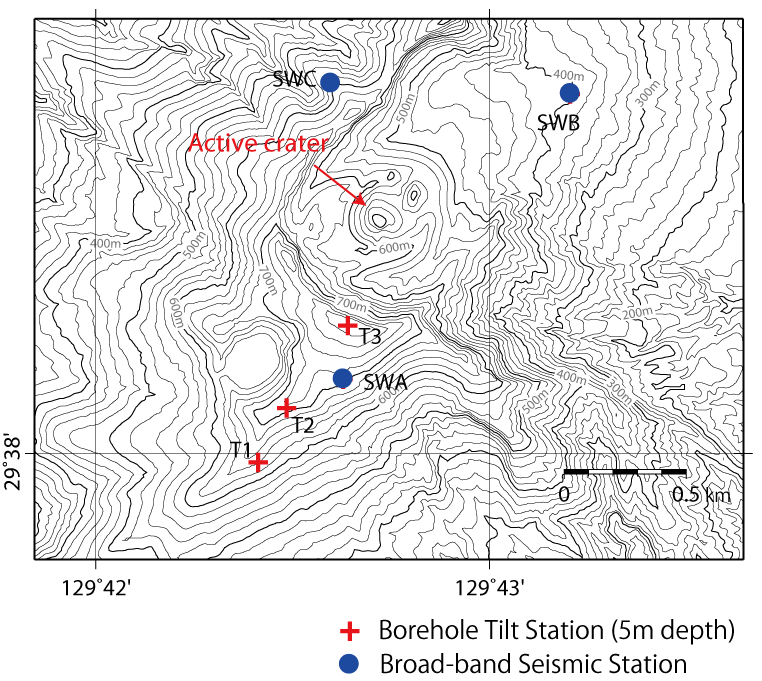 SWC
400m
SWB
300m
500m
Active crater
400m
500m
600m
700m
600m
700m
T3
200m
SWA
600m
400m
300m
500m
T2
T1
29°38'
0
0.5 km
129°42'
129°43'
Borehole Tilt Station (5m depth)
Broad-band Seismic Station